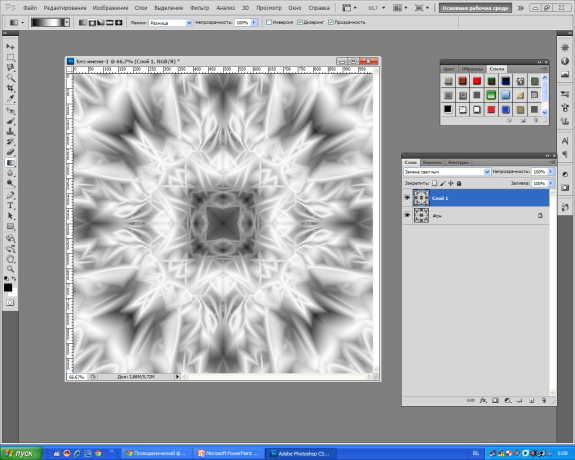 Ps Файл Редактирование Изображение Слои Выделение Фильтр Анализ 3D Просмотр Окно Справка 66,7 Основная рабочая среда
Режим: Разница Непрозрачность: 100% Инверсия Дизеринг Прозрачность
Без имени-1 @ 66,7% (Слой 1, RGB/8) *
Цвет Образцы Стили
Слои Каналы Контуры
Замена светлым Непрозрачность: 100%
Закрепить: Заливка: 100%
Слой 1
Фон
66,67% Док: 2,86M/5,72M
пуск Психоделический ф... Microsoft PowerPoint ... Adobe Photoshop CS... RU 0:08